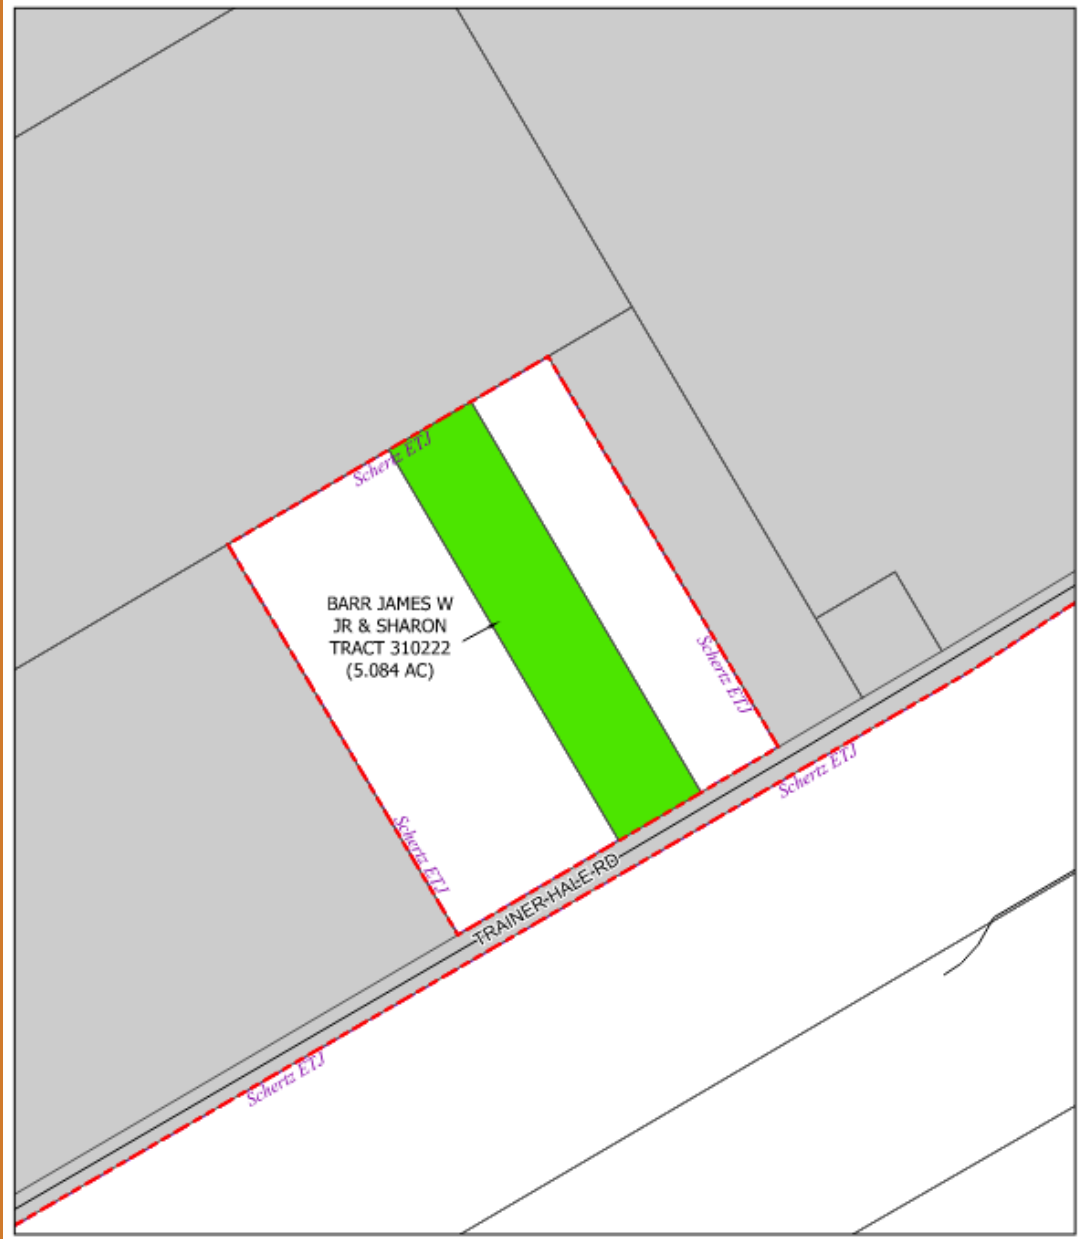 Schertz ETJ
BARR JAMES W
JR & SHARON
TRACT 310222
(5.084 AC)
Schertz ETJ
Schertz ETJ
Schertz ETJ
TRAINER-HALE-RD
Schertz ETJ